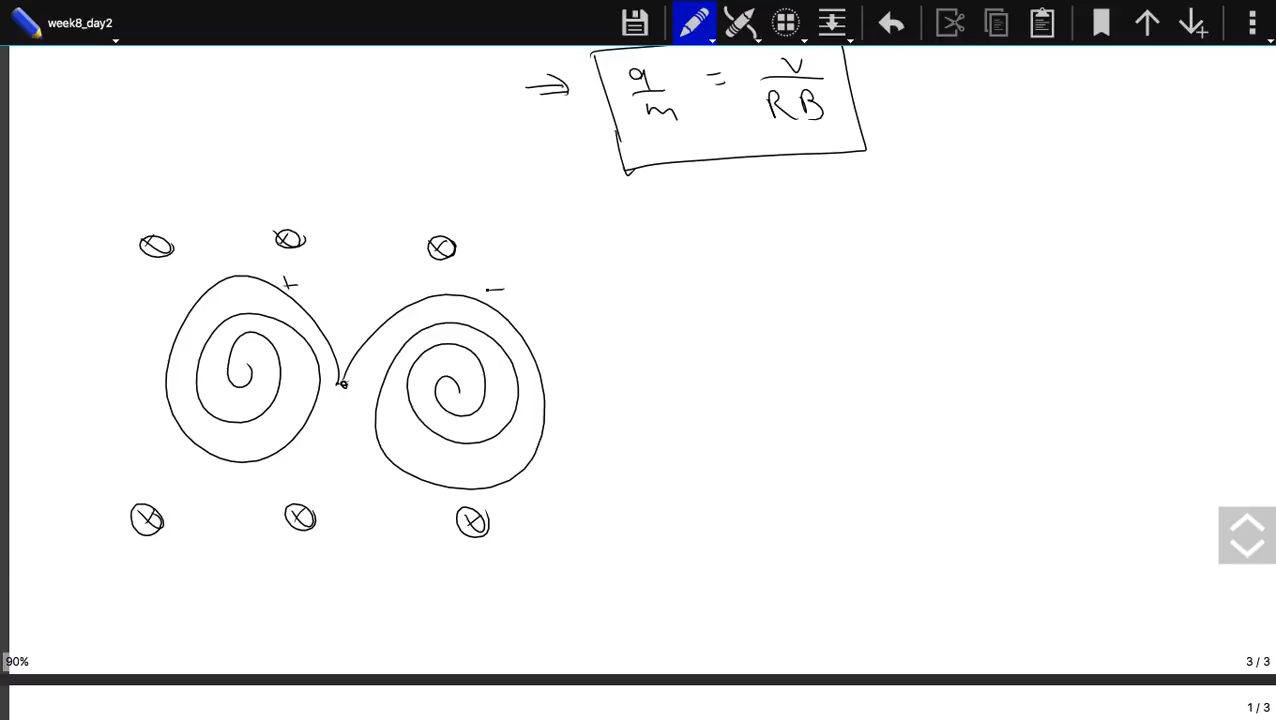 week8_day2
⇒ q/m = v/RB
+ −
90%
3 / 3
1 / 3